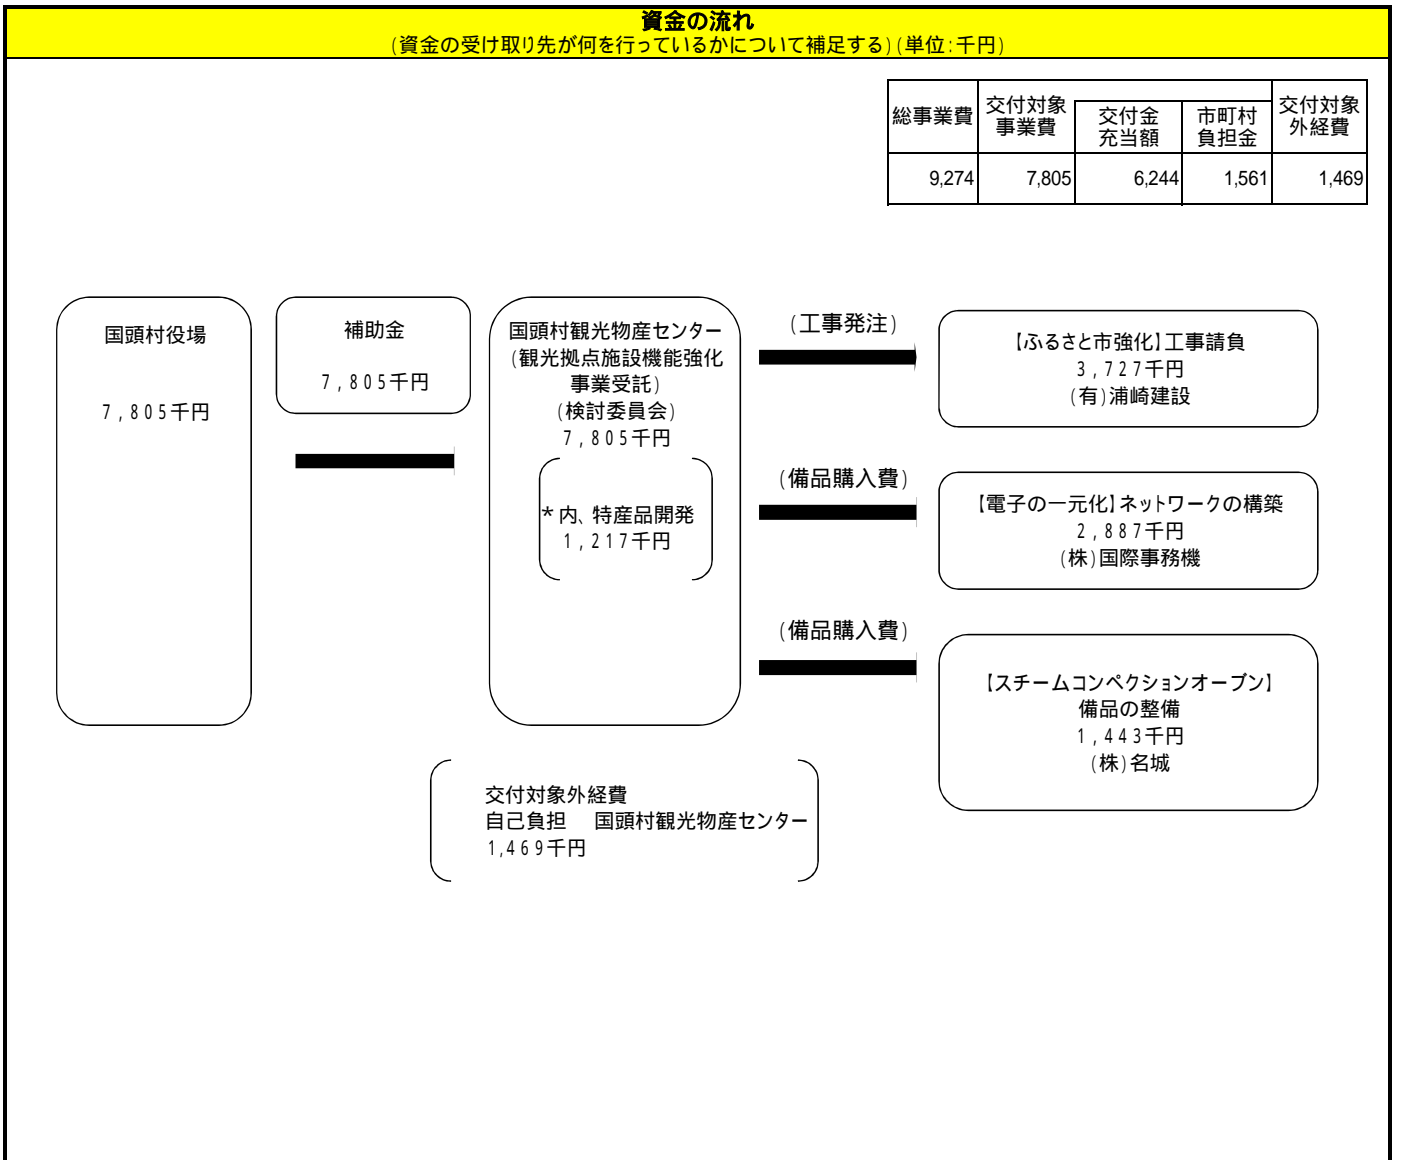 資金の流れ
(資金の受け取り先が何を行っているかについて補足する)(単位:千円)
総事業費
交付対象
事業費
交付金
充当額
市町村
負担金
交付対象
外経費
9,274
7,805
6,244
1,561
1,469
国頭村役場
7,805千円
補助金
7,805千円
国頭村観光物産センター
(観光拠点施設機能強化
事業受託)
(検討委員会)
7,805千円
*内、特産品開発
1,217千円
(工事発注)
【ふるさと市強化】工事請負
3,727千円
(有)浦崎建設
(備品購入費)
【電子の一元化】ネットワークの構築
2,887千円
(株)国際事務機
(備品購入費)
【スチームコンペクションオーブン】
備品の整備
1,443千円
(株)名城
交付対象外経費
自己負担 国頭村観光物産センター
1,469千円